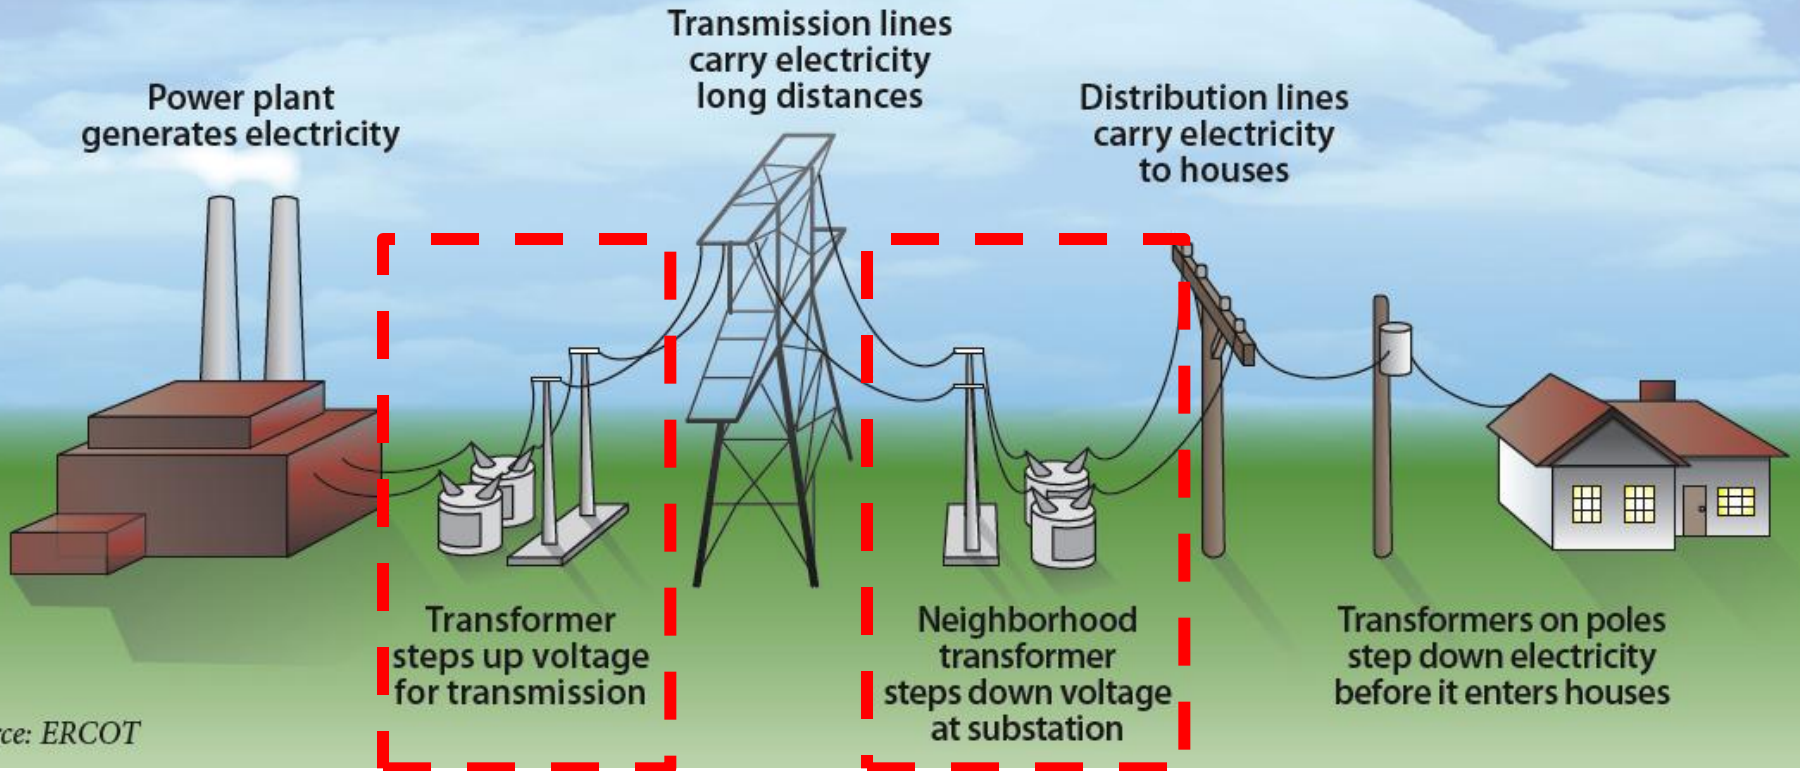 Transmission lines
carry electricity
long distances
Power plant
generates electricity
Distribution lines
carry electricity
to houses
Transformer
steps up voltage
for transmission
Neighborhood
transformer
steps down voltage
at substation
Transformers on poles
step down electricity
before it enters houses
ERCOT